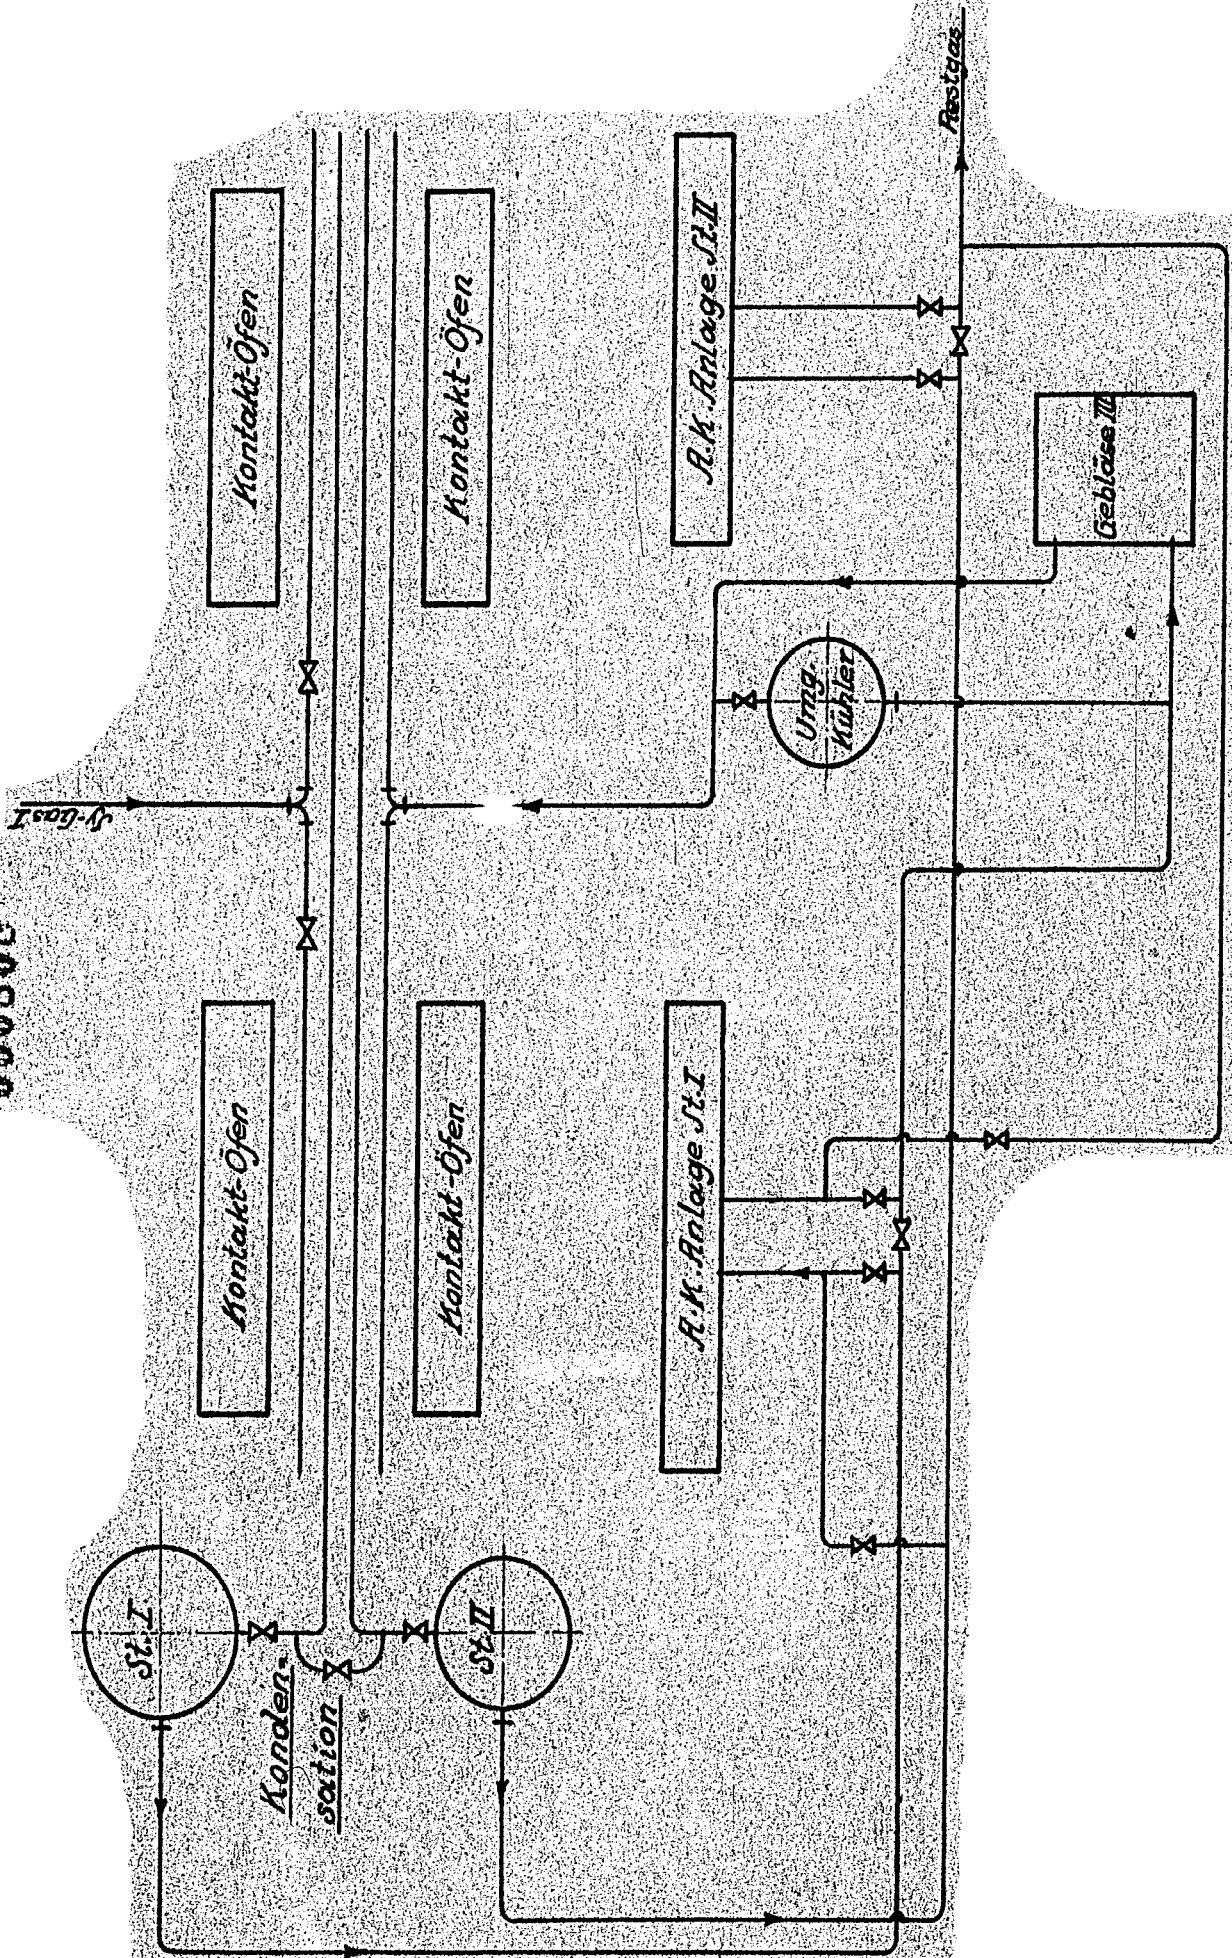 Restgas
Kontakt-Öfen
Kontakt-Öfen
A.K. Anlage St.II
Gebläse III
Umg.
Kühler
Sy-Gas I
Kontakt-Öfen
Kontakt-Öfen
A.K. Anlage St.I
St. I
St. II
Konden-
sation